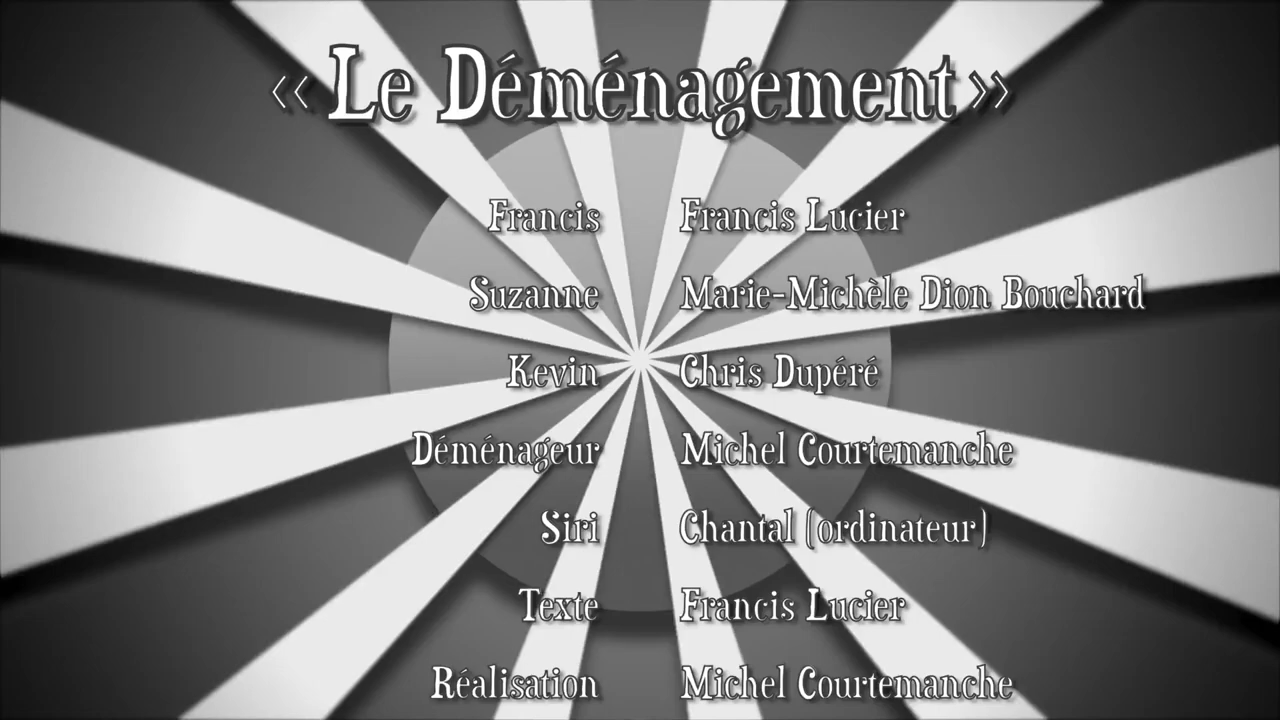 « Le Déménagement »
Francis Francis Lucier
Suzanne Marie-Michèle Dion Bouchard
Kevin Chris Dupéré
Déménageur Michel Courtemanche
Siri Chantal (ordinateur)
Texte Francis Lucier
Réalisation Michel Courtemanche